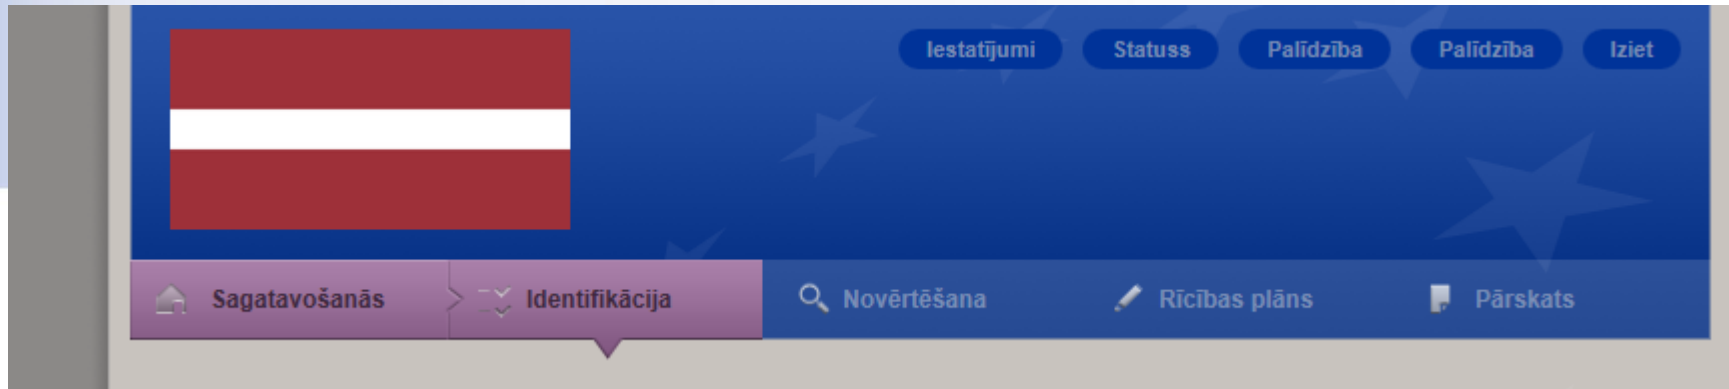 Iestatījumi Statuss Palīdzība Palīdzība Iziet
Sagatavošanās Identifikācija Novērtēšana Rīcības plāns Pārskats